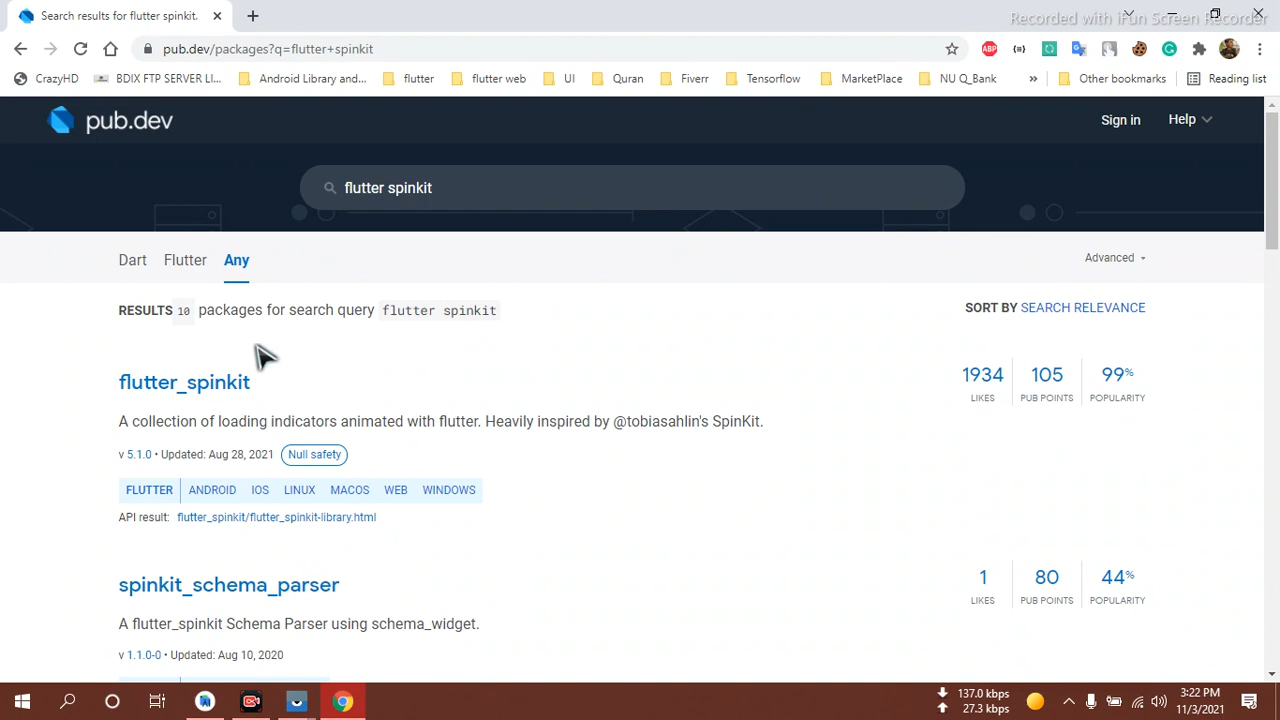 Search results for flutter spinkit.
Recorded with iFun Screen Recorder
pub.dev/packages?q=flutter+spinkit
CrazyHD
BDIX FTP SERVER LI...
Android Library and...
flutter
flutter web
UI
Quran
Fiverr
Tensorflow
MarketPlace
NU Q_Bank
»
Other bookmarks
Reading list
pub.dev
Sign in
Help
flutter spinkit
Dart
Flutter
Any
Advanced
RESULTS 10 packages for search query flutter spinkit
SORT BY SEARCH RELEVANCE
flutter_spinkit
1934
105
99%
LIKES
PUB POINTS
POPULARITY
A collection of loading indicators animated with flutter. Heavily inspired by @tobiasahlin's SpinKit.
v 5.1.0 • Updated: Aug 28, 2021 Null safety
FLUTTER ANDROID IOS LINUX MACOS WEB WINDOWS
API result: flutter_spinkit/flutter_spinkit-library.html
spinkit_schema_parser
1
80
44%
LIKES
PUB POINTS
POPULARITY
A flutter_spinkit Schema Parser using schema_widget.
v 1.1.0-0 • Updated: Aug 10, 2020
137.0 kbps
27.3 kbps
3:22 PM
11/3/2021